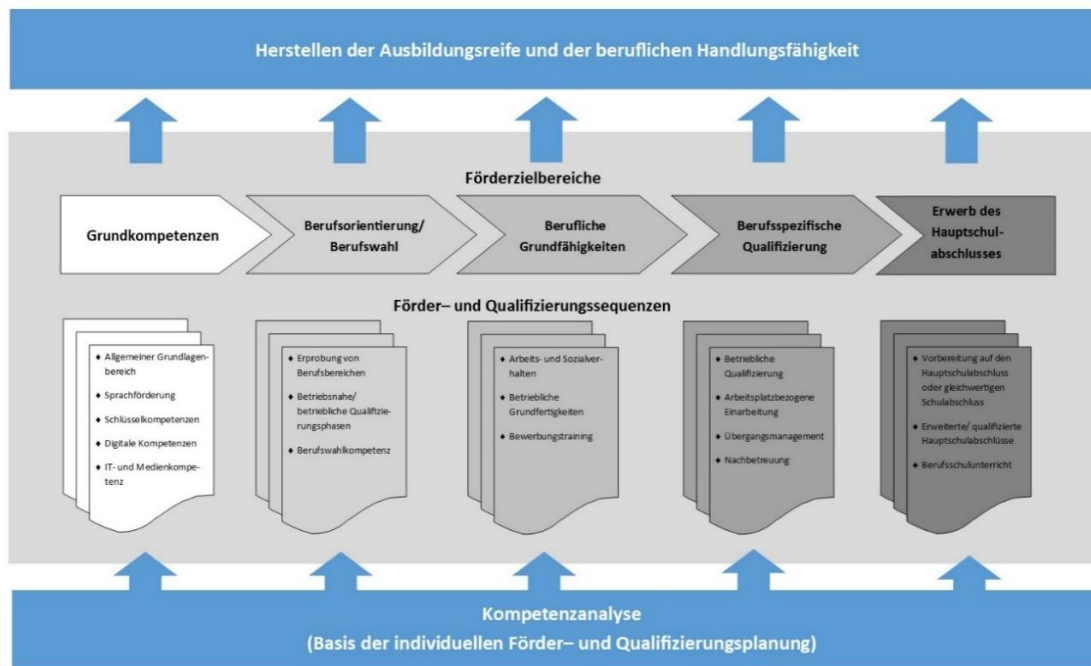 Herstellen der Ausbildungsreife und der beruflichen Handlungsfähigkeit
Förderzielbereiche
Grundkompetenzen
Berufsorientierung/
Berufswahl
Berufliche
Grundfähigkeiten
Berufsspezifische
Qualifizierung
Erwerb des
Hauptschul-
abschlusses
Förder– und Qualifizierungssequenzen
♦ Allgemeiner Grundlagen-
bereich
♦ Sprachförderung
♦ Schlüsselkompetenzen
♦ Digitale Kompetenzen
♦ IT- und Medienkompe-
tenz
♦ Erprobung von
Berufsbereichen
♦ Betriebsnahe/
betriebliche Qualifizie-
rungsphasen
♦ Berufswahlkompetenz
♦ Arbeits- und Sozialver-
halten
♦ Betriebliche
Grundfertigkeiten
♦ Bewerbungstraining
♦ Betriebliche
Qualifizierung
♦ Arbeitsplatzbezogene
Einarbeitung
♦ Übergangsmanagement
♦ Nachbetreuung
♦ Vorbereitung auf den
Hauptschulabschluss
oder gleichwertigen
Schulabschluss
♦ Erweiterte/ qualifizierte
Hauptschulabschlüsse
♦ Berufsschulunterricht
Kompetenzanalyse
(Basis der individuellen Förder– und Qualifizierungsplanung)